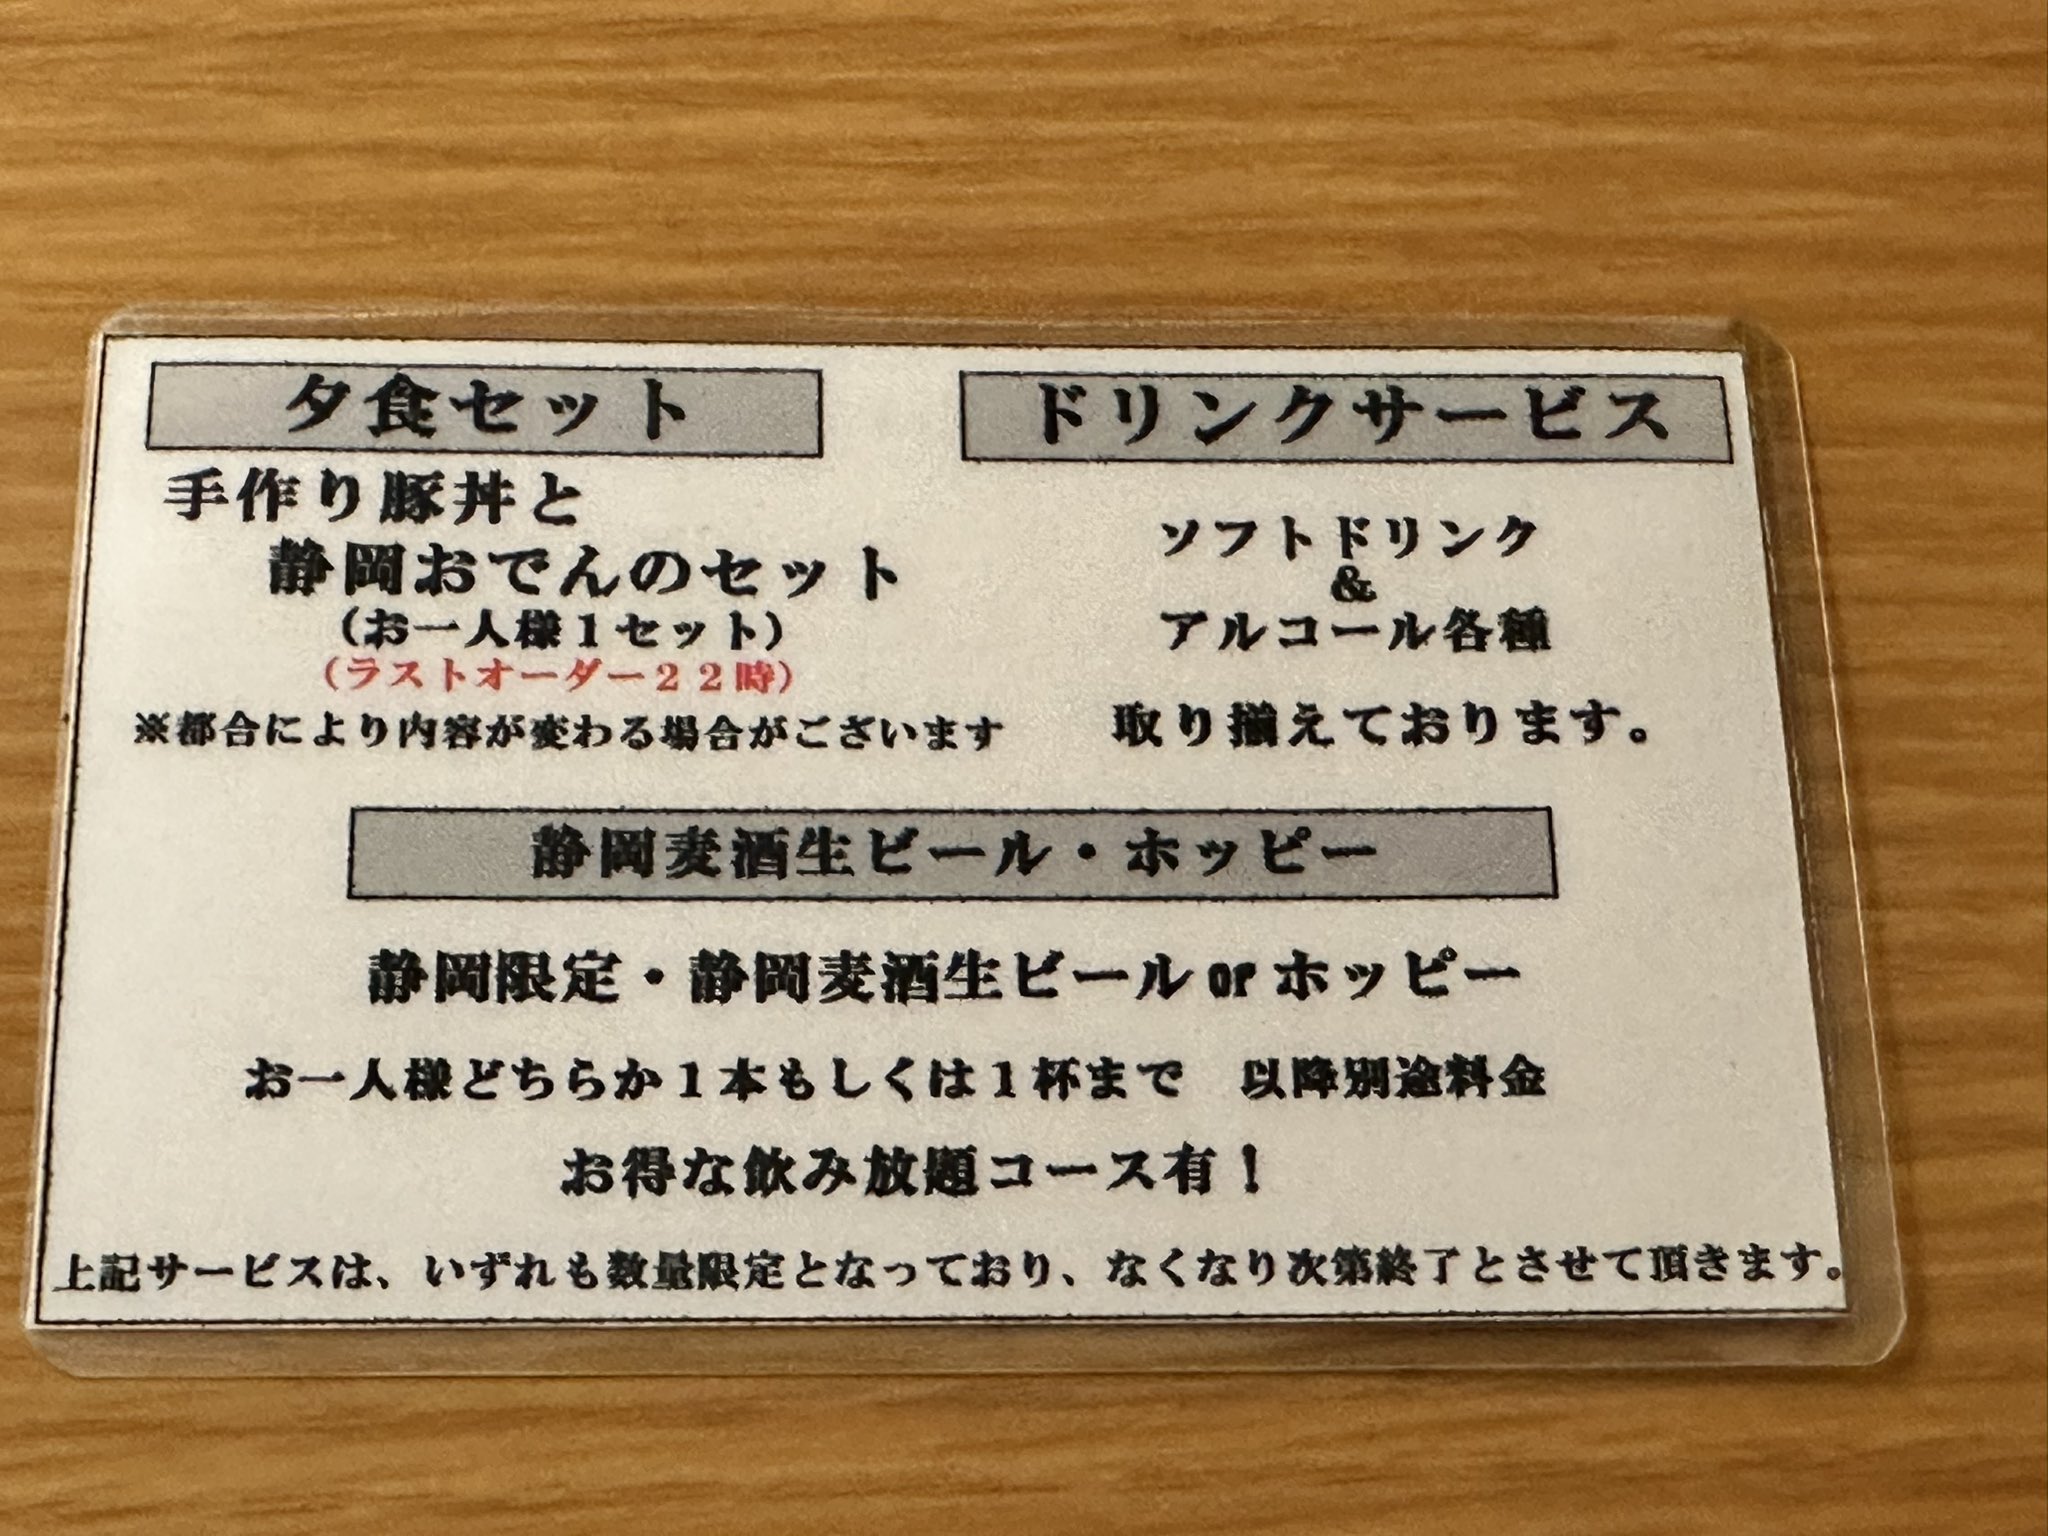 夕食セット
手作り豚丼と
静岡おでんのセット
（お一人様１セット）
（ラストオーダー２２時）
※都合により内容が変わる場合がございます
ドリンクサービス
ソフトドリンク
&
アルコール各種
取り揃えております。
静岡麦酒生ビール・ホッピー
静岡限定・静岡麦酒生ビール or ホッピー
お一人様どちらか１本もしくは１杯まで　以降別途料金
お得な飲み放題コース有！
上記サービスは、いずれも数量限定となっており、なくなり次第終了とさせて頂きます。